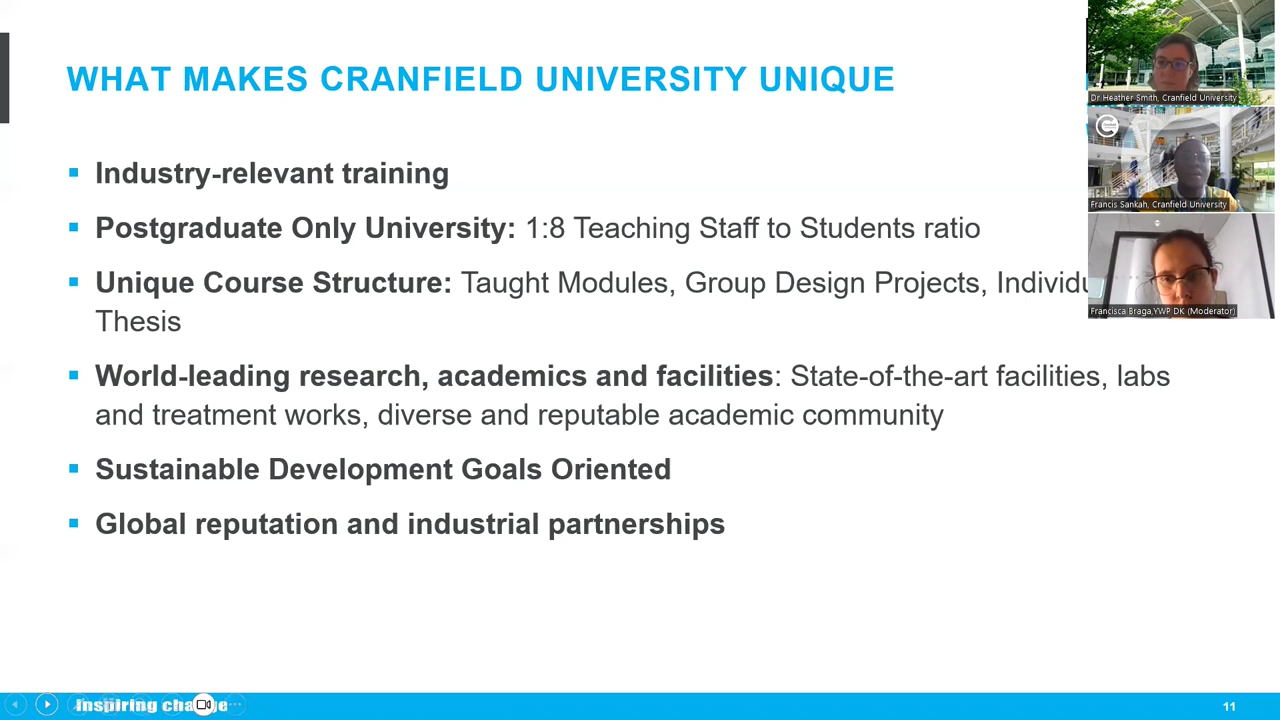 WHAT MAKES CRANFIELD UNIVERSITY UNIQUE
Industry-relevant training
Postgraduate Only University: 1:8 Teaching Staff to Students ratio
Unique Course Structure: Taught Modules, Group Design Projects,
Thesis
World-leading research, academics and facilities: State-of-the-art facilities, labs
and treatment works, diverse and reputable academic community
Sustainable Development Goals Oriented
Global reputation and industrial partnerships
Dr Heather Smith, Cranfield University
Francis Sankah, Cranfield University
Francisca Braga,YWP DK (Moderator)
Inspiring
11